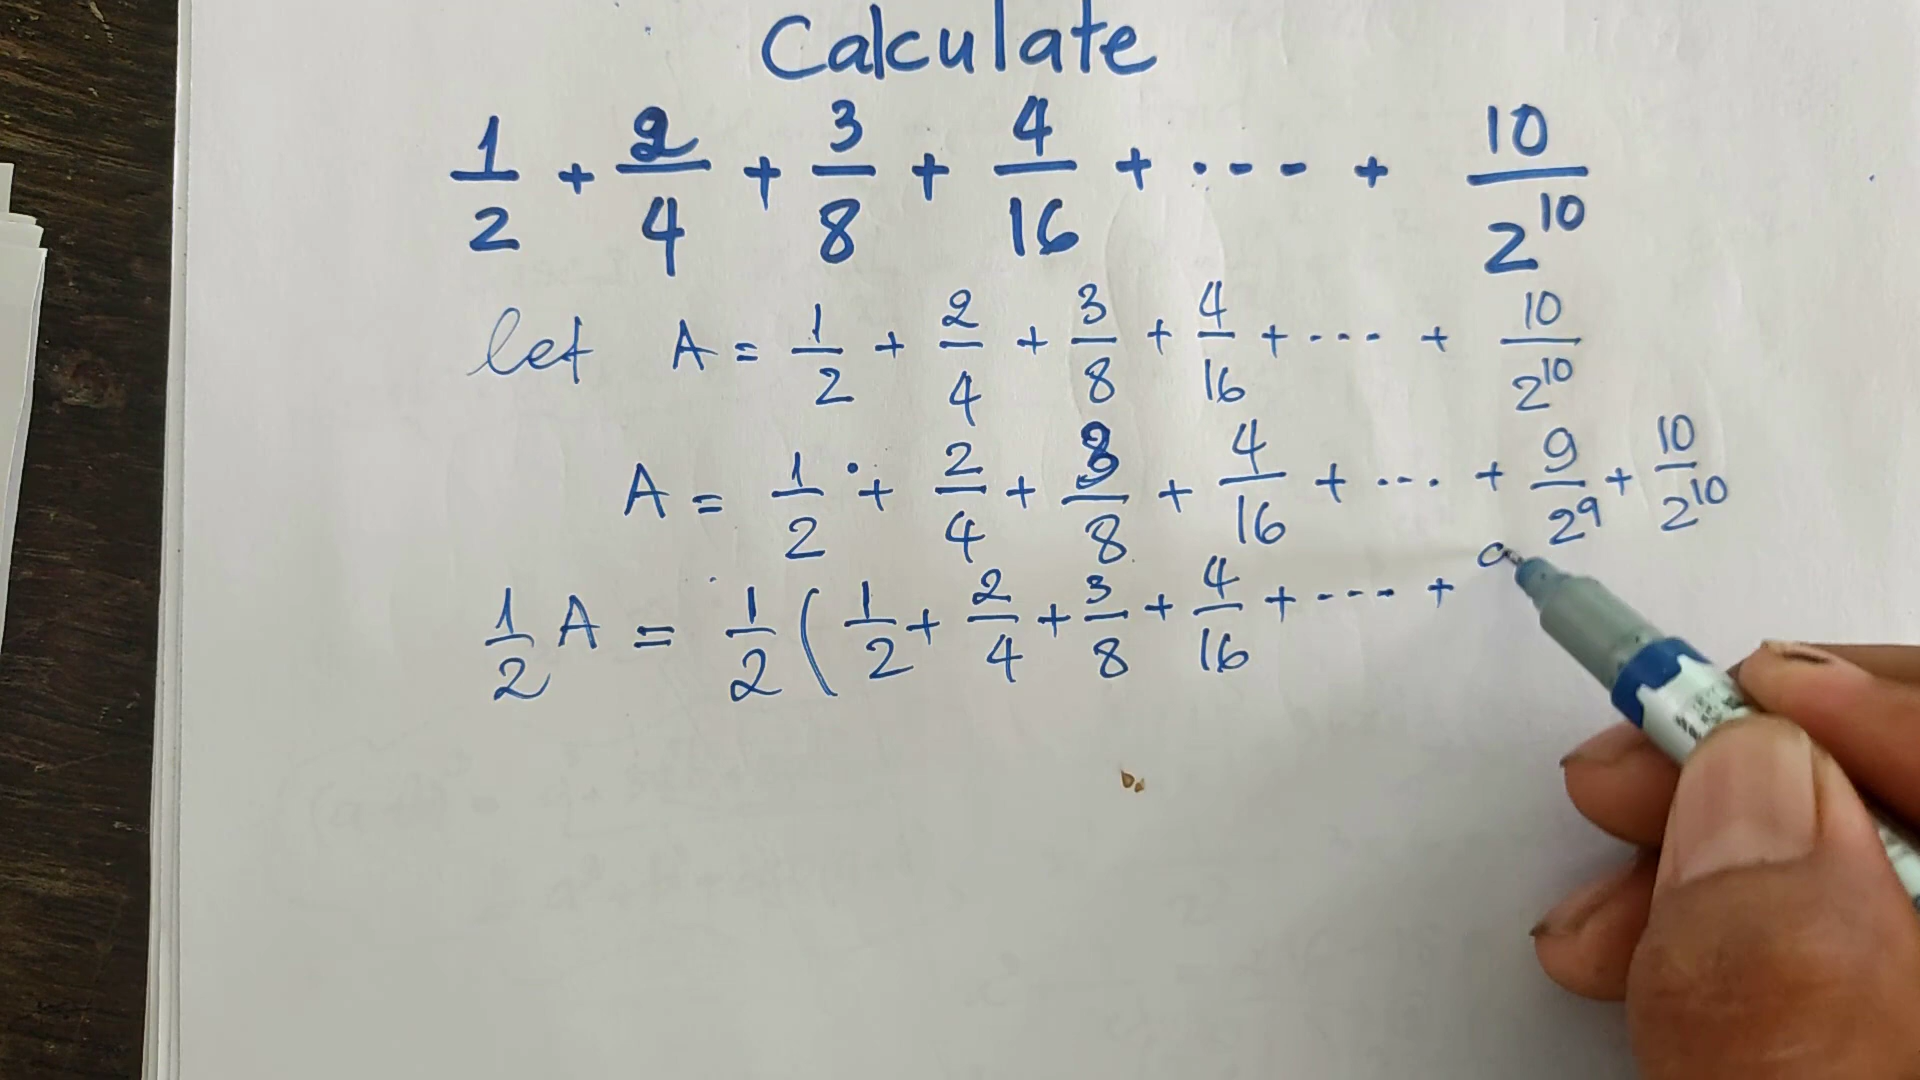 Calculate
1/2 + 2/4 + 3/8 + 4/16 + ---- + 10/2^10
let A = 1/2 + 2/4 + 3/8 + 4/16 + ---- + 10/2^10
A = 1/2 + 2/4 + 3/8 + 4/16 + --- + 9/2^9 + 10/2^10
1/2 A = 1/2 ( 1/2 + 2/4 + 3/8 + 4/16 + ---- +